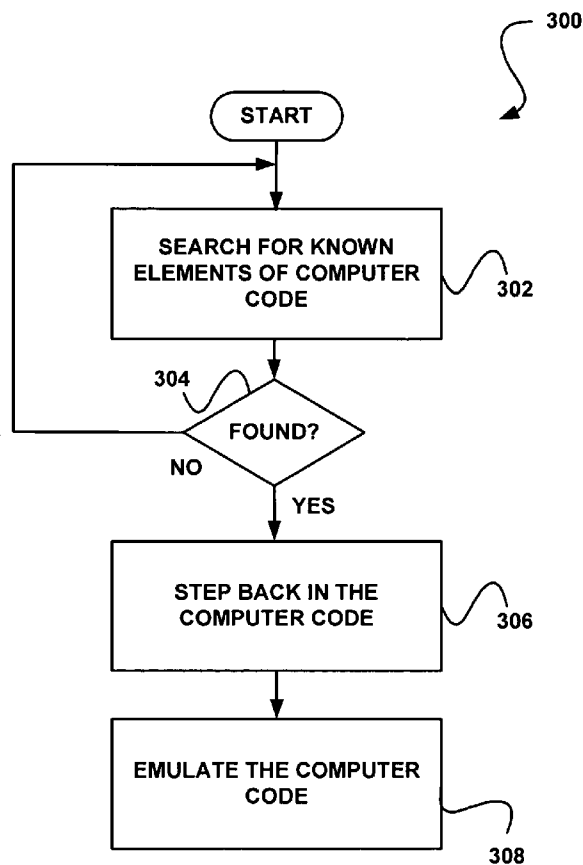 300
START
SEARCH FOR KNOWN
ELEMENTS OF COMPUTER
CODE
302
304
FOUND?
NO
YES
STEP BACK IN THE
COMPUTER CODE
306
EMULATE THE COMPUTER
CODE
308